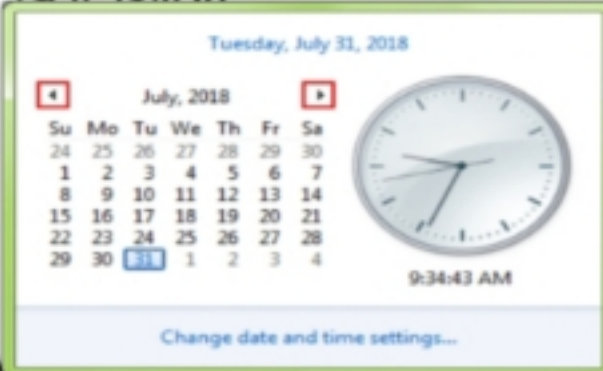 Tuesday, July 31, 2018
July, 2018
Su Mo Tu We Th Fr Sa
24 25 26 27 28 29 30
1 2 3 4 5 6 7
8 9 10 11 12 13 14
15 16 17 18 19 20 21
22 23 24 25 26 27 28
29 30 31 1 2 3 4
9:34:43 AM
Change date and time settings...